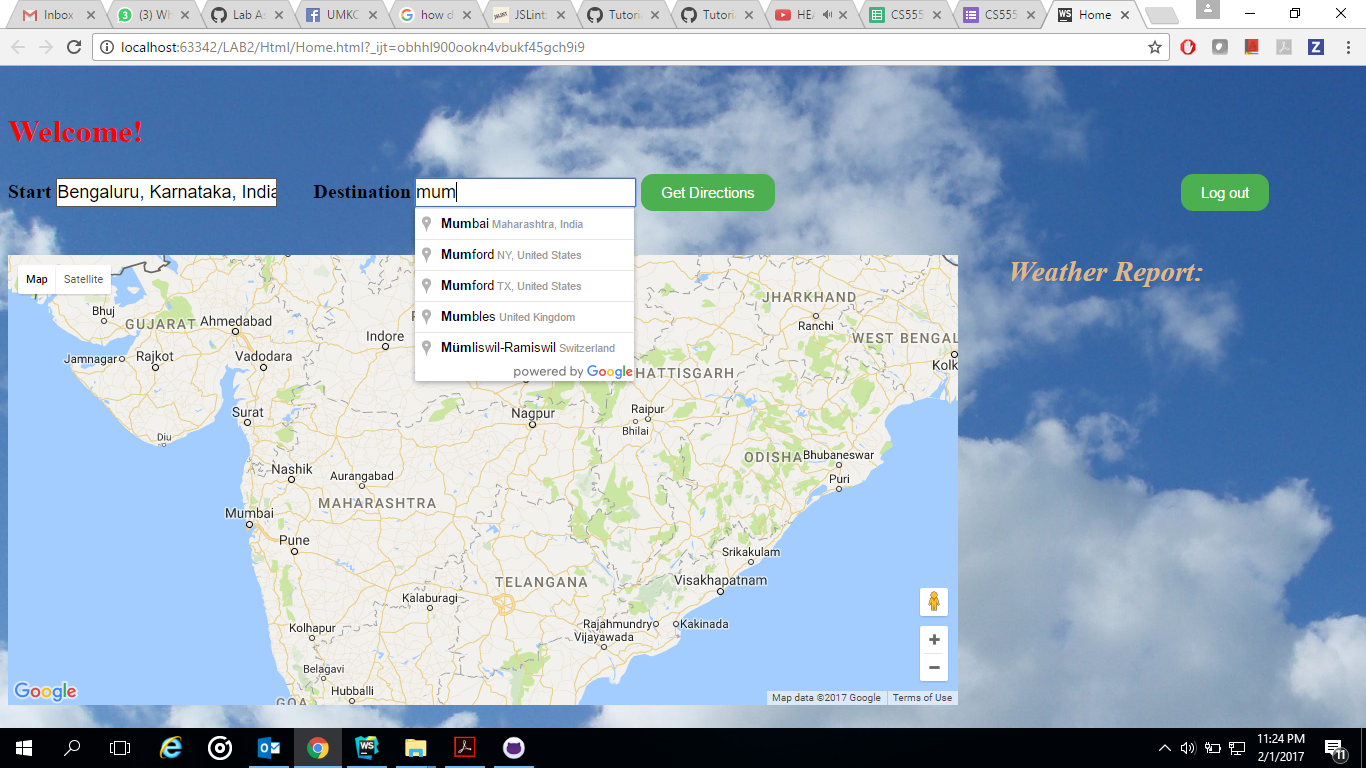 Inbox (3) Wh Lab As UMKC how d JSLint: Tutori Tutori HEA CS555 CS555 Home
localhost:63342/LAB2/Html/Home.html?_ijt=obhhl900ookn4vbukf45gch9i9
Welcome!
Start Bengaluru, Karnataka, India Destination mum Get Directions Log out
Mumbai Maharashtra, India
Mumford NY, United States
Mumford TX, United States
Mumbles United Kingdom
Mümliswil-Ramiswil Switzerland
powered by Google
Weather Report:
Map Satellite
JHARKHAND
Bhuj
GUJARAT Ahmedabad
Ranchi
Indore
WEST BENGAL
Jamnagar Rajkot Vadodara
Kolk
HATTISGARH
Surat Nagpur Raipur
Bhilai
Diu
ODISHA Bhubaneswar
Nashik Aurangabad
Puri
MAHARASHTRA
Mumbai
Pune
Srikakulam
TELANGANA Visakhapatnam
Kalaburagi
Kolhapur Rajahmundry Kakinada
Vijayawada
Belagavi
Hubballi
GOA
Google Map data ©2017 Google Terms of Use
11:24 PM
2/1/2017
11